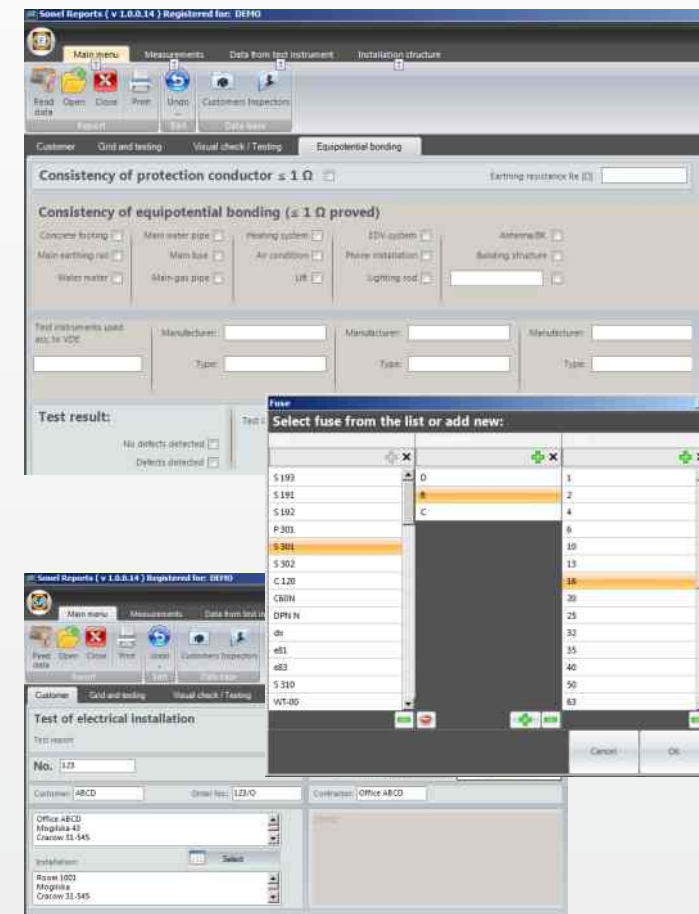 Sonel Reports ( v 1.0.0.14 ) Registered for: DEMO
Main menu Measurements Data from test instrument Installation structure
Read data Open Close Print Undo Customers Inspectors
Report Edit Data base
Customer Grid and testing Visual check / Testing Equipotential bonding
Consistency of protection conductor ≤ 1 Ω Earthing resistance Re [Ω]
Consistency of equipotential bonding (≤ 1 Ω proved)
Concrete footing Main water pipe Heating system EDV-system Antenna/BK
Main earthing rail Main fuse Air condition Phone installation Building structure
Water meter Main gas pipe Lift Lighting rod
Test instruments used acc. to VDE Manufacturer: Manufacturer: Manufacturer:
Type: Type: Type:
Test result:
No defects detected
Defects detected
Fuse
Select fuse from the list or add new:
S 193 D 1
S 191 B 2
S 192 C 4
P 301 6
S 301 10
S 302 13
C 120 16
C60N 20
DPN N 25
dx 32
e81 35
e83 40
S 310 50
WT-00 63
Cancel OK
Sonel Reports ( v 1.0.0.14 ) Registered for: DEMO
Main menu Measurements Data from test in
Read data Open Close Print Undo Customers Inspectors
Report Edit Data base
Customer Grid and testing Visual check / Testing
Test of electrical installation
Test report
No. 123
Customer: ABCD Order No.: 123/O Contractor: Office ABCD
Office ABCD
Mogilska 43
Cracow 31-545
Installation: Select
Room 1001
Mogilska
Cracow 31-545